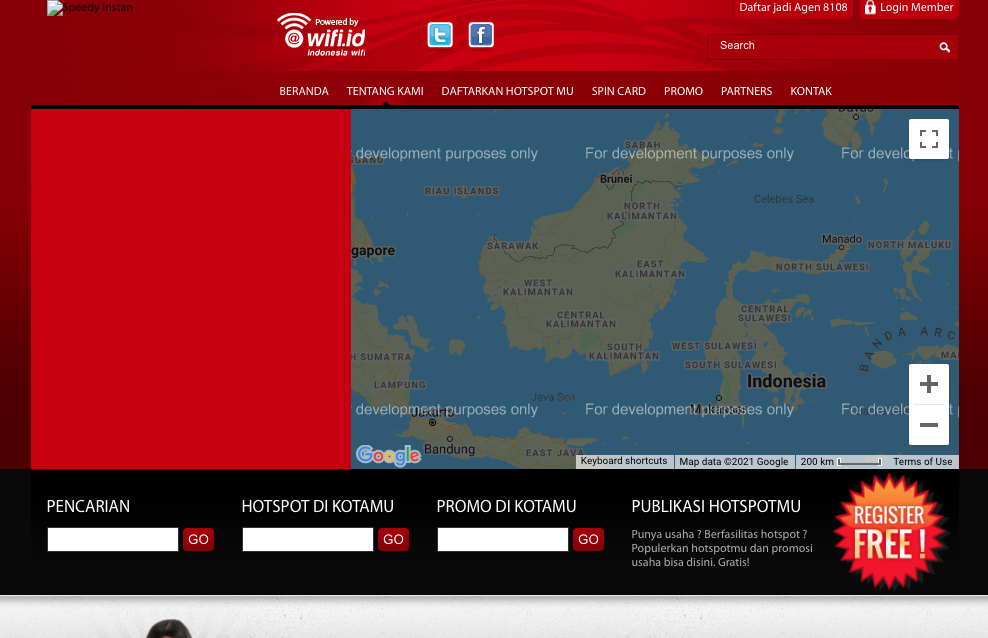 Speedy Instan
Powered by
@wifi.id
indonesia wifi
Daftar jadi Agen 8108
Login Member
Search
BERANDA
TENTANG KAMI
DAFTARKAN HOTSPOT MU
SPIN CARD
PROMO
PARTNERS
KONTAK
Davao
SABAH
For development purposes only
For development purposes only
For
Brunei
RIAU ISLANDS
Celebes Sea
NORTH
KALIMANTAN
gapore
SARAWAK
Manado
NORTH MALUKU
EAST
KALIMANTAN
NORTH SULAWESI
WEST
KALIMANTAN
CENTRAL
KALIMANTAN
CENTRAL
SULAWESI
BANDA ARC
SOUTH
KALIMANTAN
WEST SULAWESI
H SUMATRA
SOUTH SULAWESI
MA
LAMPUNG
Indonesia
Java Sea
For development purposes only
For development purposes only
For
Jakarta
Makassar
Bandung
EAST JAVA
Google
Keyboard shortcuts
Map data ©2021 Google
200 km
Terms of Use
PENCARIAN
GO
HOTSPOT DI KOTAMU
GO
PROMO DI KOTAMU
GO
PUBLIKASI HOTSPOTMU
Punya usaha ? Berfasilitas hotspot ?
Populerkan hotspotmu dan promosi
usaha bisa disini. Gratis!
REGISTER
FREE !